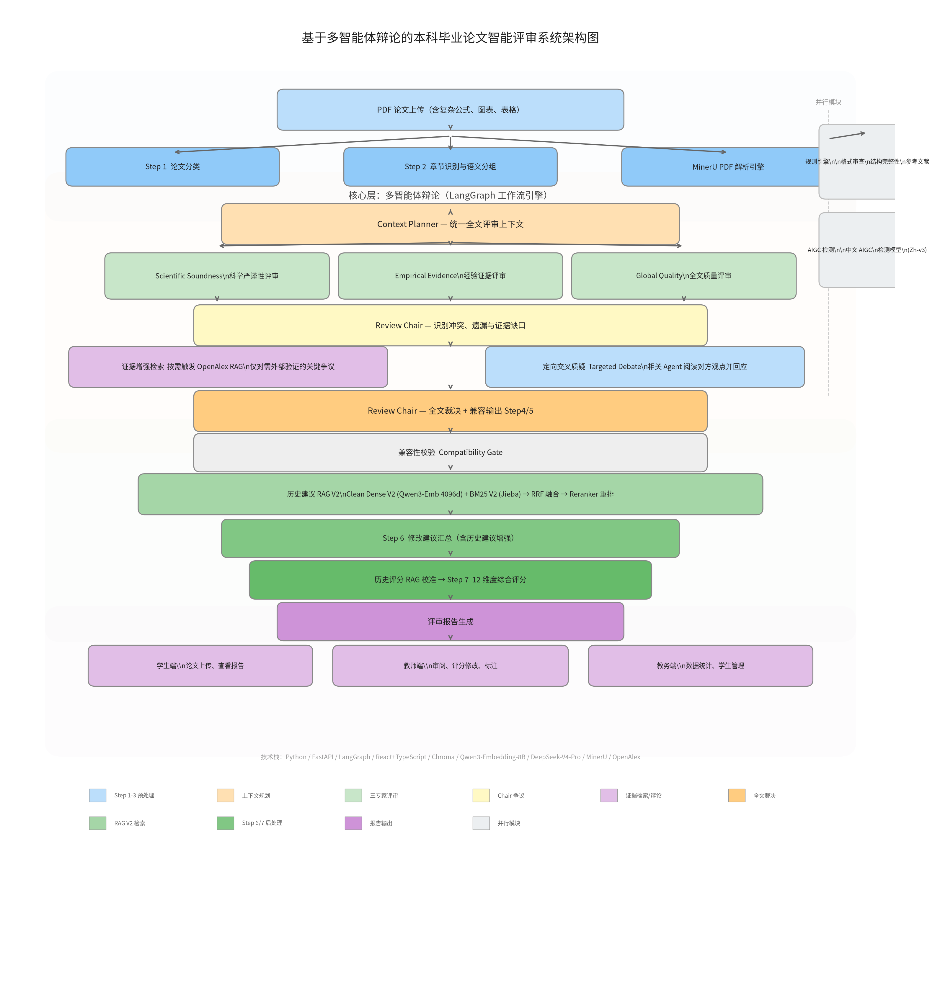 基于多智能体辩论的本科毕业论文智能评审系统架构图
PDF 论文上传（含复杂公式、图表、表格）
并行模块
Step 1  论文分类
Step 2  章节识别与语义分组
MinerU PDF 解析引擎
规则引擎\n\n格式审查\n结构完整性\n参考文献
核心层：多智能体辩论（LangGraph 工作流引擎）
Context Planner — 统一全文评审上下文
AIGC 检测\n\n中文 AIGC\n检测模型\n(Zh-v3)
Scientific Soundness\n科学严谨性评审
Empirical Evidence\n经验证据评审
Global Quality\n全文质量评审
Review Chair — 识别冲突、遗漏与证据缺口
证据增强检索  按需触发 OpenAlex RAG\n仅对需外部验证的关键争议
定向交叉质疑  Targeted Debate\n相关 Agent 阅读对方观点并回应
Review Chair — 全文裁决 + 兼容输出 Step4/5
兼容性校验  Compatibility Gate
历史建议 RAG V2\nClean Dense V2 (Qwen3-Emb 4096d) + BM25 V2 (Jieba) → RRF 融合 → Reranker 重排
Step 6  修改建议汇总（含历史建议增强）
历史评分 RAG 校准 → Step 7  12 维度综合评分
评审报告生成
学生端\\n论文上传、查看报告
教师端\\n审阅、评分修改、标注
教务端\\n数据统计、学生管理
技术栈：Python / FastAPI / LangGraph / React+TypeScript / Chroma / Qwen3-Embedding-8B / DeepSeek-V4-Pro / MinerU / OpenAlex
Step 1-3 预处理
上下文规划
三专家评审
Chair 争议
证据检索/辩论
全文裁决
RAG V2 检索
Step 6/7 后处理
报告输出
并行模块